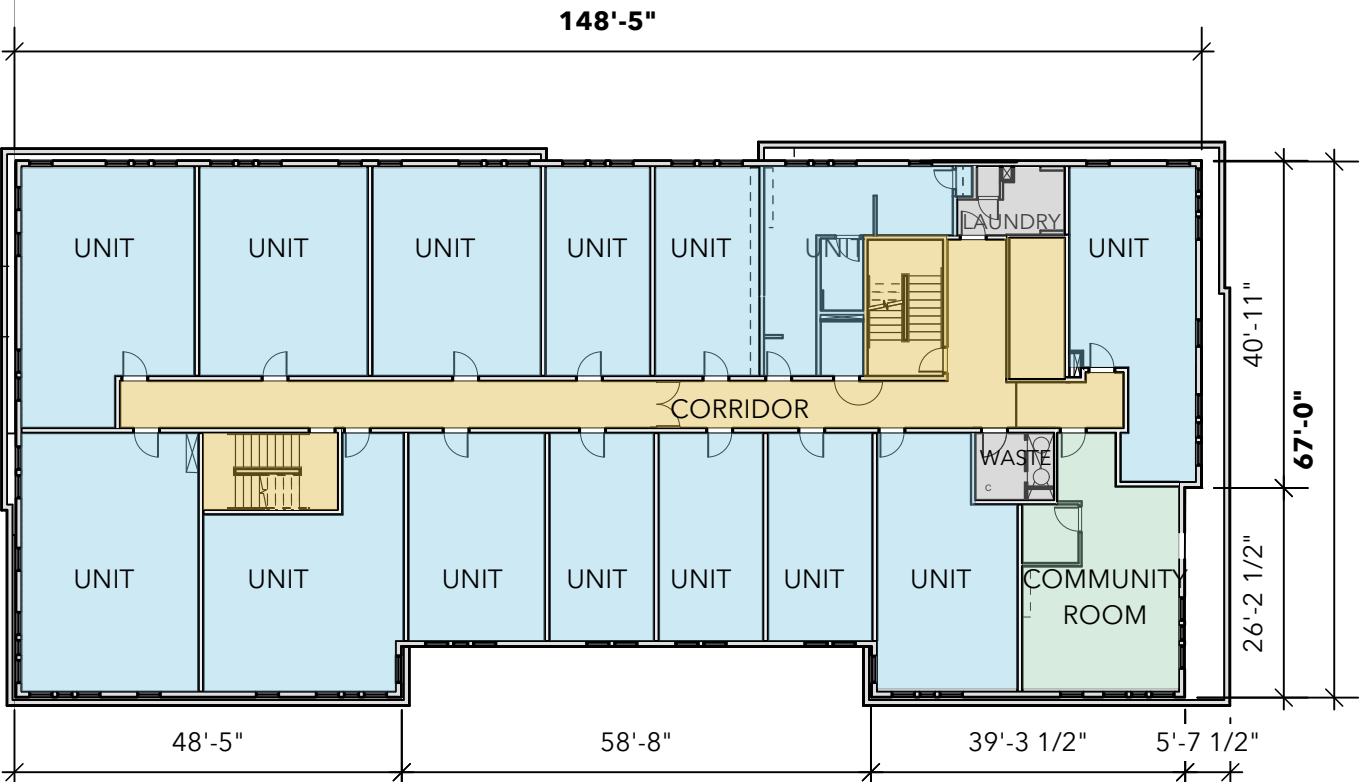 148'-5"
UNIT UNIT UNIT UNIT UNIT UNIT LAUNDRY UNIT
40'-11"
CORRIDOR
67'-0"
WASTE
C
UNIT UNIT UNIT UNIT UNIT UNIT UNIT COMMUNITY
ROOM
26'-2 1/2"
48'-5" 58'-8" 39'-3 1/2" 5'-7 1/2"